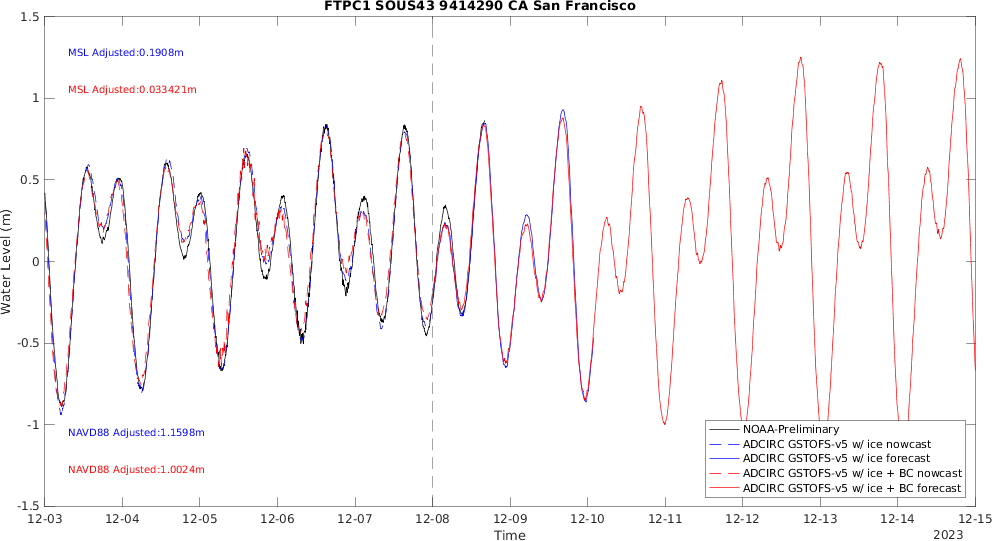 FTPC1 SOUS43 9414290 CA San Francisco
1.5
MSL Adjusted:0.1908m
MSL Adjusted:0.033421m
1
0.5
0
-0.5
-1
-1.5
Water Level (m)
NAVD88 Adjusted:1.1598m
NAVD88 Adjusted:1.0024m
NOAA-Preliminary
ADCIRC GSTOFS-v5 w/ ice nowcast
ADCIRC GSTOFS-v5 w/ ice forecast
ADCIRC GSTOFS-v5 w/ ice + BC nowcast
ADCIRC GSTOFS-v5 w/ ice + BC forecast
12-03 12-04 12-05 12-06 12-07 12-08 12-09 12-10 12-11 12-12 12-13 12-14 12-15
Time
2023